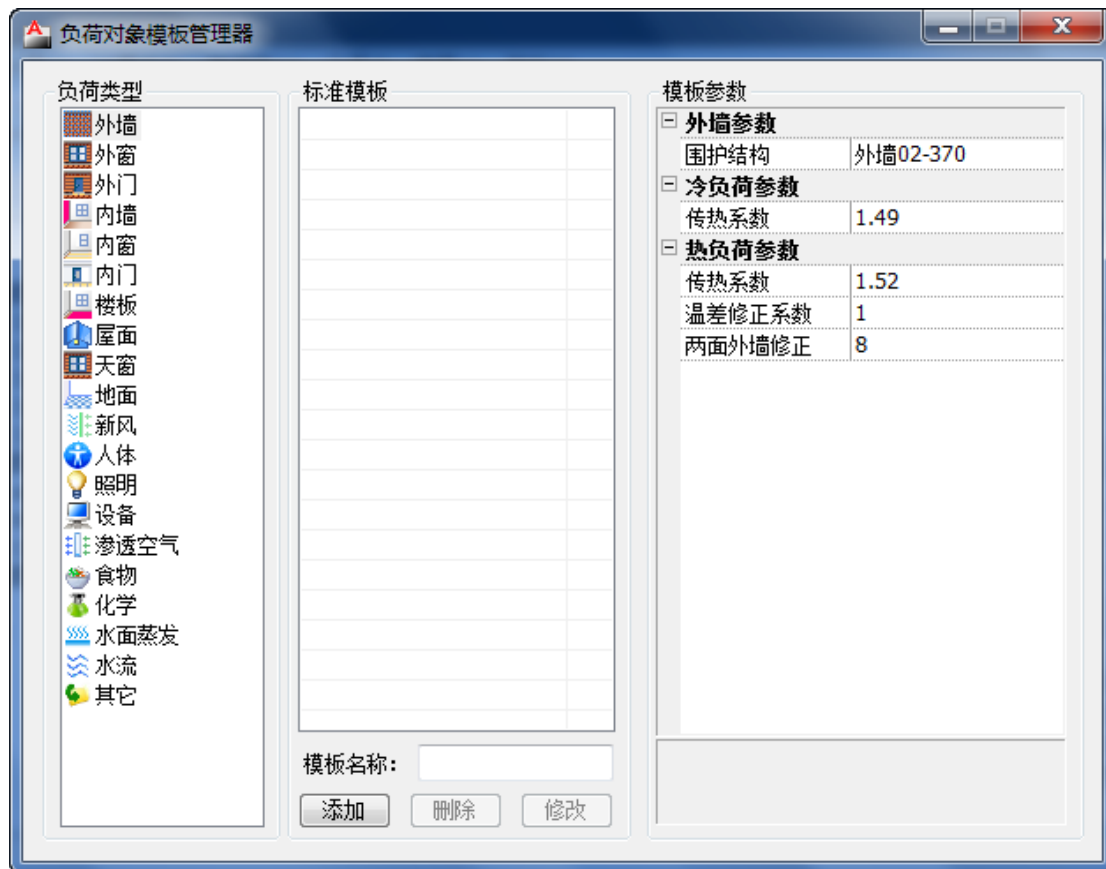 负荷对象模板管理器
负荷类型
外墙
外窗
外门
内墙
内窗
内门
楼板
屋面
天窗
地面
新风
人体
照明
设备
渗透空气
食物
化学
水面蒸发
水流
其它
标准模板
模板名称：
添加 删除 修改
模板参数
外墙参数
围护结构 外墙02-370
冷负荷参数
传热系数 1.49
热负荷参数
传热系数 1.52
温差修正系数 1
两面外墙修正 8